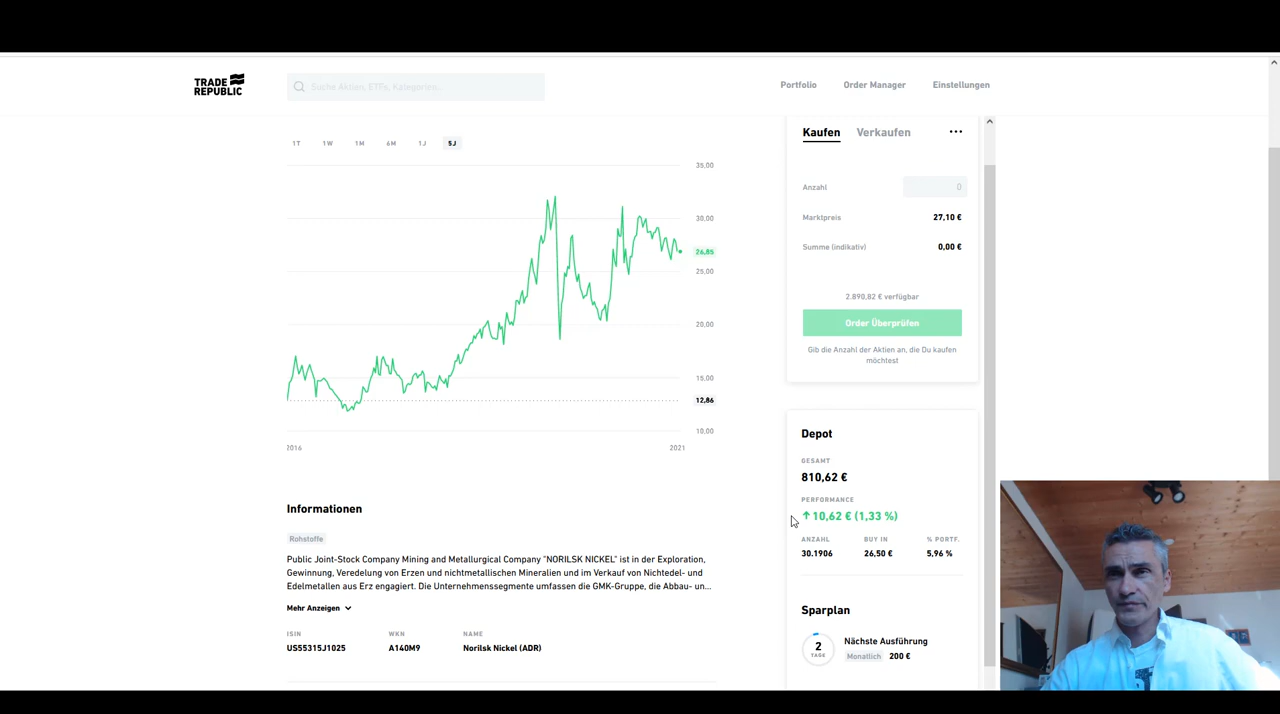 TRADE
REPUBLIC
Suche Aktien, ETFs, Kategorien...
Portfolio
Order Manager
Einstellungen
1T
1W
1M
6M
1J
5J
35,00
30,00
26,85
25,00
20,00
15,00
12,86
10,00
2016
2021
Kaufen
Verkaufen
Anzahl
0
Marktpreis
27,10 €
Summe (indikativ)
0,00 €
2.890,82 € verfügbar
Order Überprüfen
Gib die Anzahl der Aktien an, die Du kaufen
möchtest
Depot
GESAMT
810,62 €
PERFORMANCE
10,62 € (1,33 %)
ANZAHL
BUY IN
% PORTF.
30.1906
26,50 €
5,96 %
Sparplan
2
TAGE
Nächste Ausführung
Monatlich
200 €
Informationen
Rohstoffe
Public Joint-Stock Company Mining and Metallurgical Company "NORILSK NICKEL" ist in der Exploration,
Gewinnung, Veredelung von Erzen und nichtmetallischen Mineralien und im Verkauf von Nichtedel- und
Edelmetallen aus Erz engagiert. Die Unternehmenssegmente umfassen die GMK-Gruppe, die Abbau- un...
Mehr Anzeigen
ISIN
WKN
NAME
US55315J1025
A140M9
Norilsk Nickel (ADR)